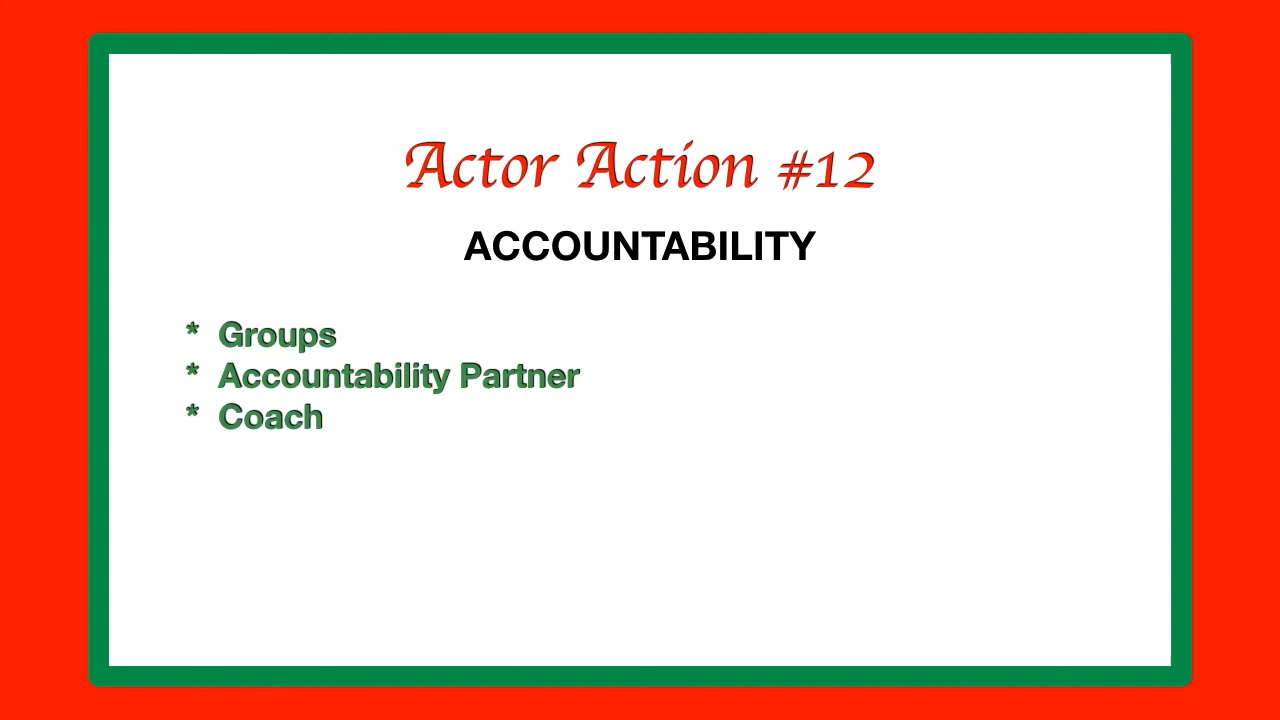 Actor Action #12
ACCOUNTABILITY
* Groups
* Accountability Partner
* Coach